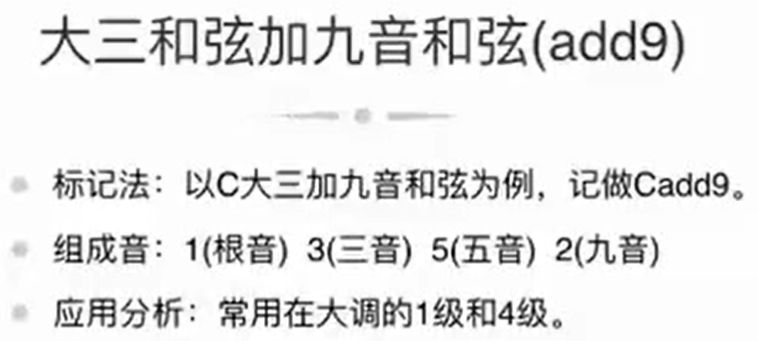 大三和弦加九音和弦(add9)
标记法：以C大三加九音和弦为例，记做Cadd9。
组成音：1(根音) 3(三音) 5(五音) 2(九音)
应用分析：常用在大调的1级和4级。